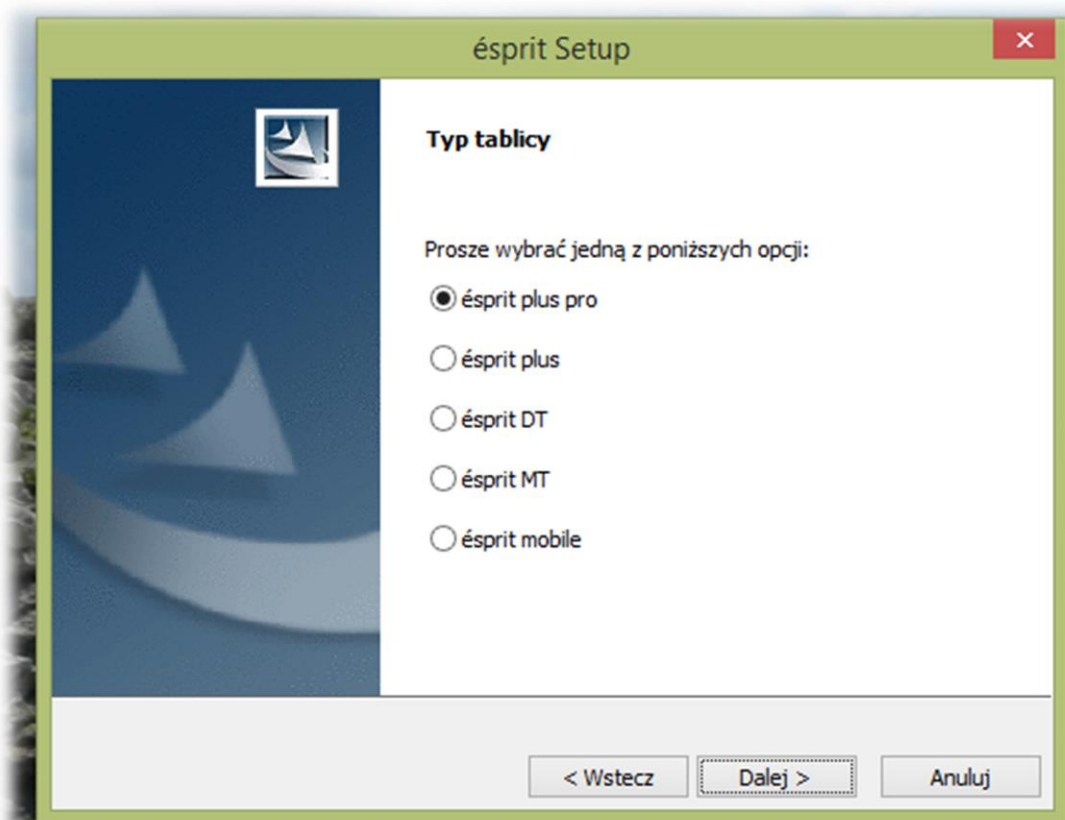 ésprit Setup
Typ tablicy
Prosze wybrać jedną z poniższych opcji:
ésprit plus pro
ésprit plus
ésprit DT
ésprit MT
ésprit mobile
< Wstecz
Dalej >
Anuluj